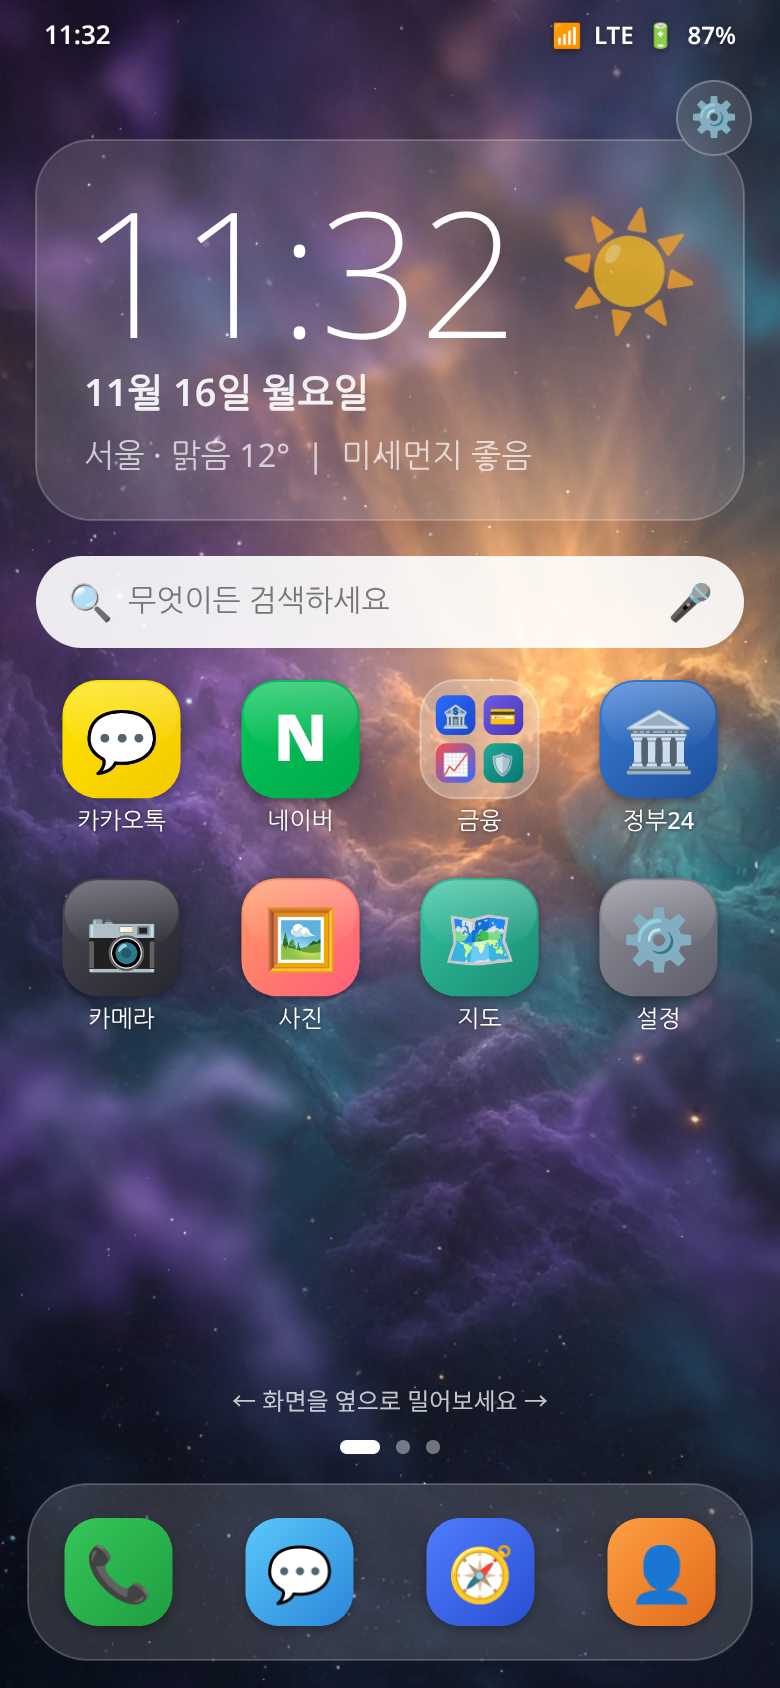 11:32 LTE 87%
11:32
11월 16일 월요일
서울 · 맑음 12° | 미세먼지 좋음
무엇이든 검색하세요
N
카카오톡 네이버 금융 정부24
카메라 사진 지도 설정
← 화면을 옆으로 밀어보세요 →